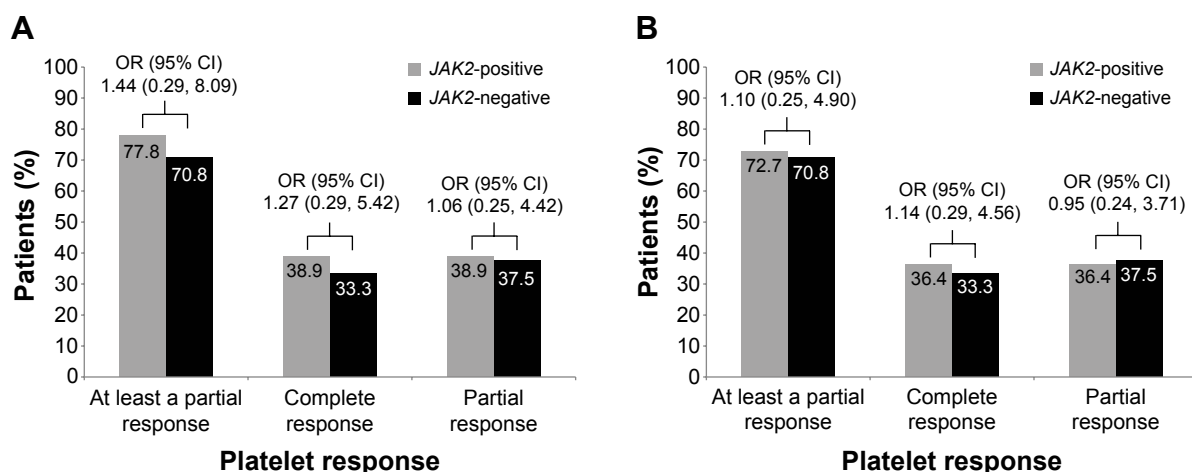 A
OR (95% CI)
1.44 (0.29, 8.09)
JAK2-positive
JAK2-negative
100
90
80
70
60
50
40
30
20
10
0
Patients (%)
77.8
70.8
OR (95% CI)
1.27 (0.29, 5.42)
38.9
33.3
OR (95% CI)
1.06 (0.25, 4.42)
38.9
37.5
At least a partial
response
Complete
response
Partial
response
Platelet response
B
OR (95% CI)
1.10 (0.25, 4.90)
JAK2-positive
JAK2-negative
100
90
80
70
60
50
40
30
20
10
0
Patients (%)
72.7
70.8
OR (95% CI)
1.14 (0.29, 4.56)
36.4
33.3
OR (95% CI)
0.95 (0.24, 3.71)
36.4
37.5
At least a partial
response
Complete
response
Partial
response
Platelet response